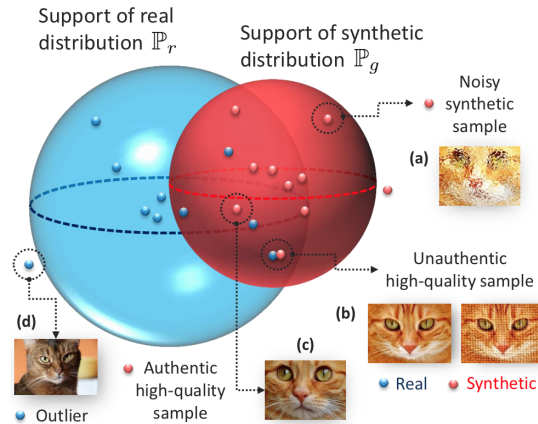 Support of real
distribution ℙr
Support of synthetic
distribution ℙg
Noisy
synthetic
sample
(a)
Unauthentic
high-quality sample
(b)
Real
Synthetic
(c)
Authentic
high-quality
sample
(d)
Outlier